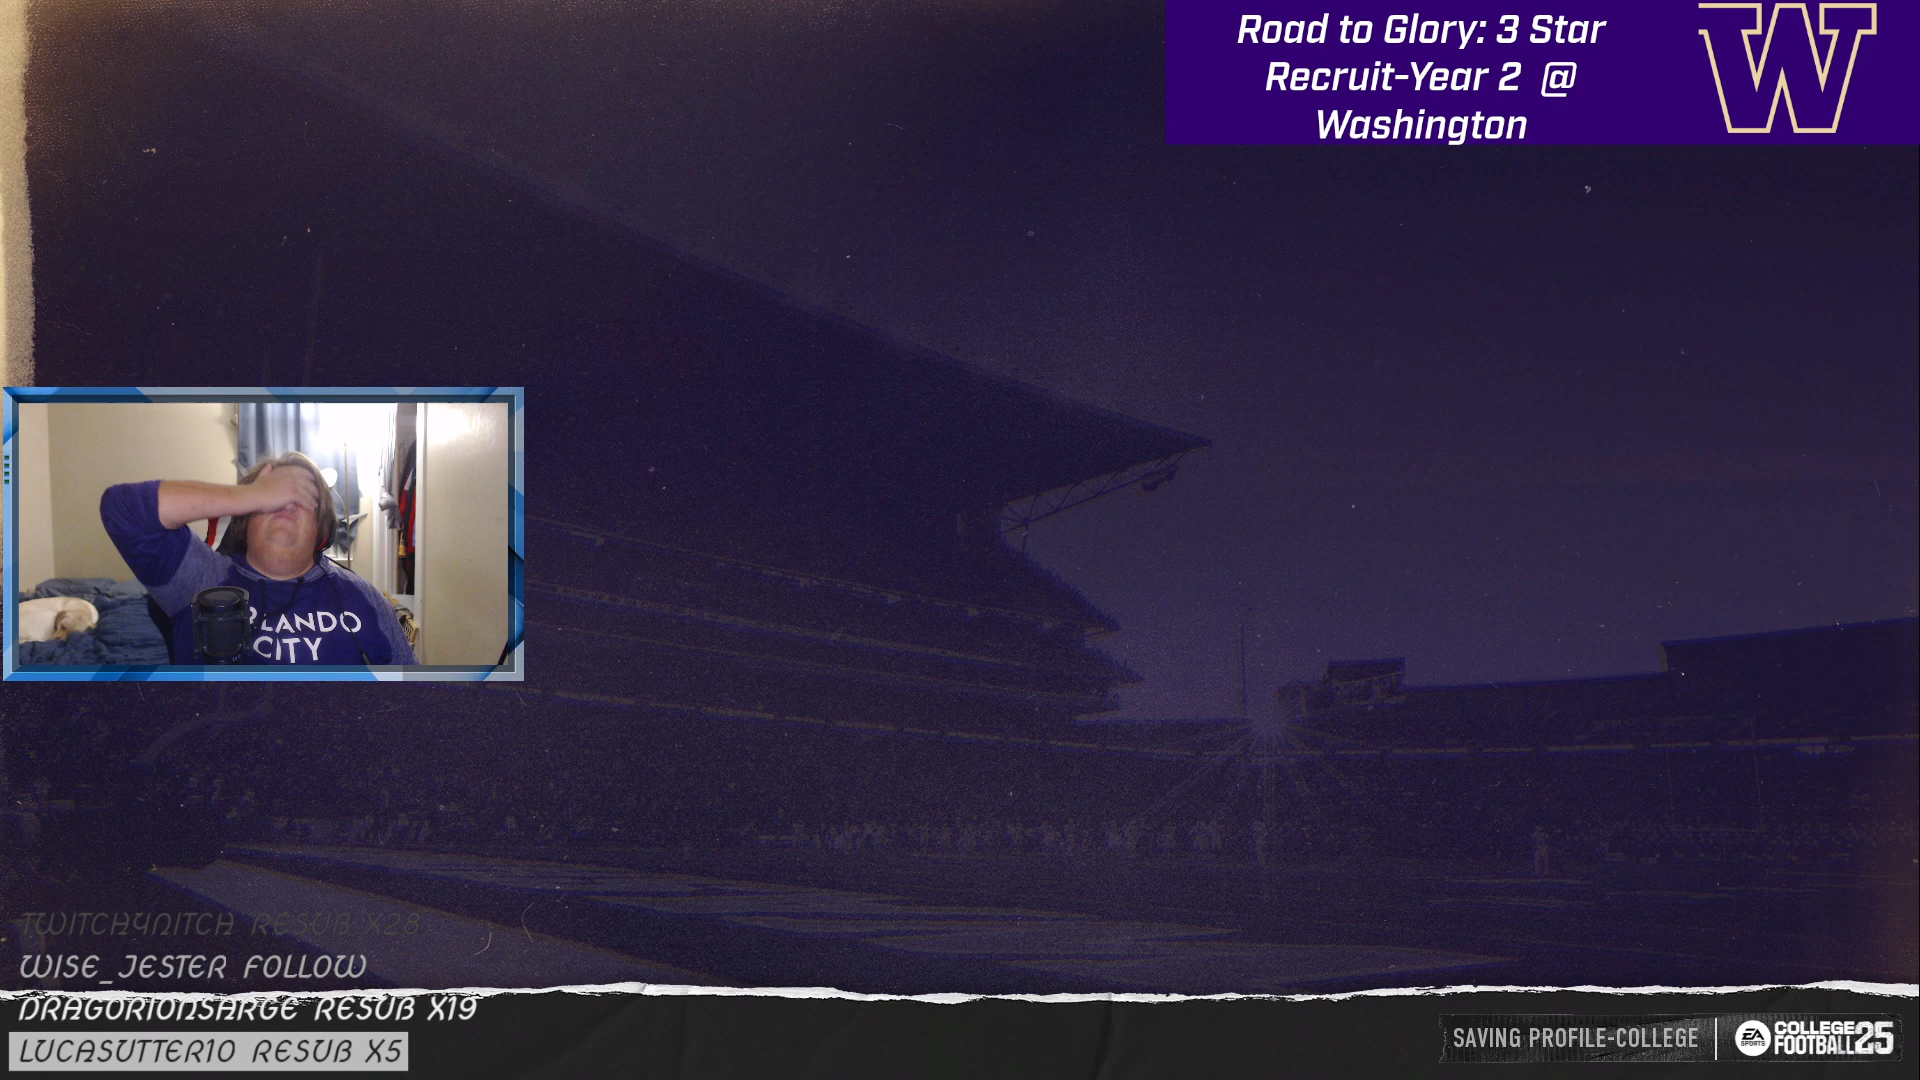 Road to Glory: 3 Star
Recruit-Year 2 @
Washington
W
LANDO
CITY
TWITCH4NITCH RESUB X28
WISE_JESTER FOLLOW
DRAGORIONSARGE RESUB X19
LUCASUTTER10 RESUB X5
SAVING PROFILE-COLLEGE
EA
SPORTS
COLLEGE
FOOTBALL 25